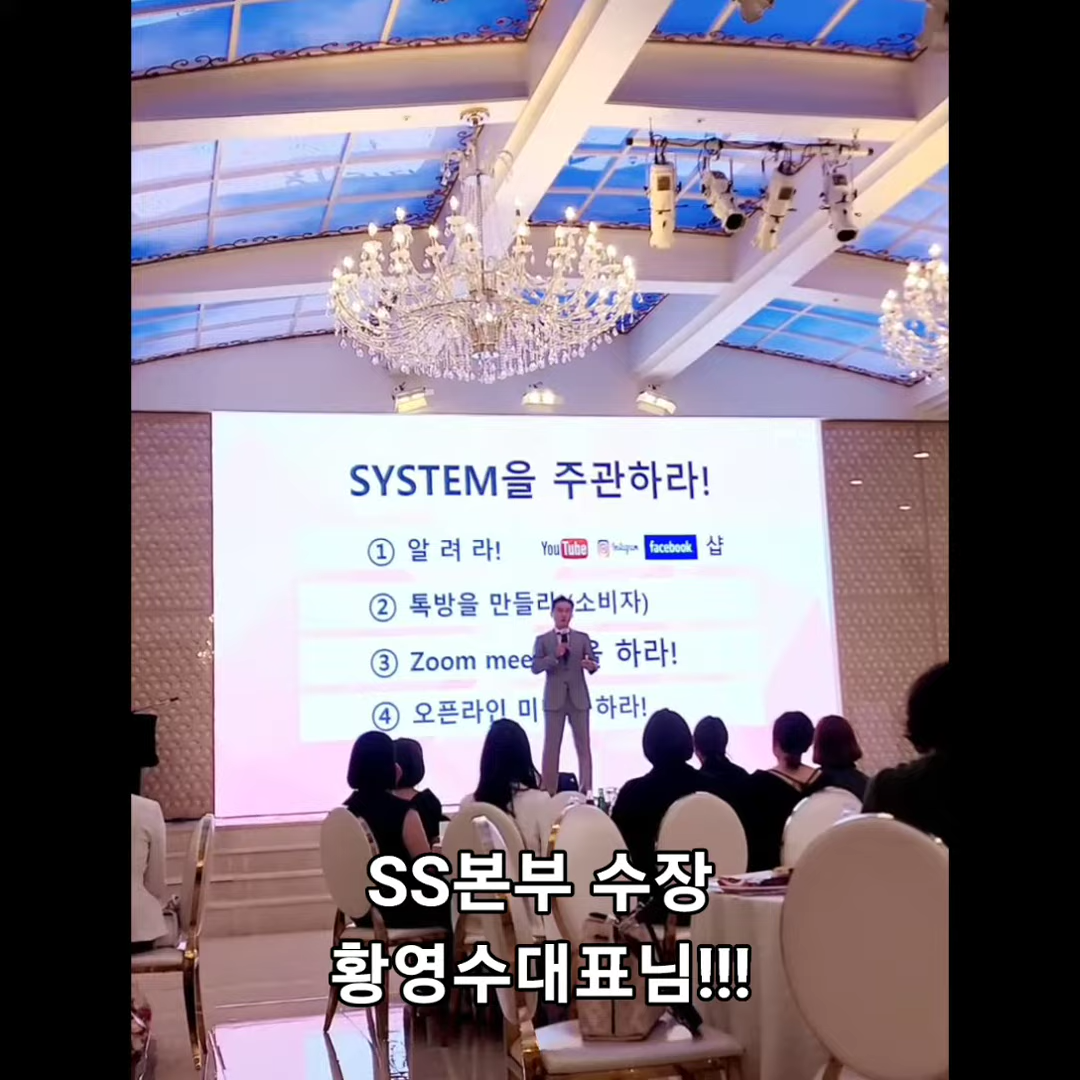 SYSTEM을 주관하라!
① 알 려 라! YouTube Instagram facebook 샵
② 톡방을 만들라 (소비자)
③ Zoom mee 을 하라!
④ 오프라인 미 하라!
SS본부 수장
황영수대표님!!!